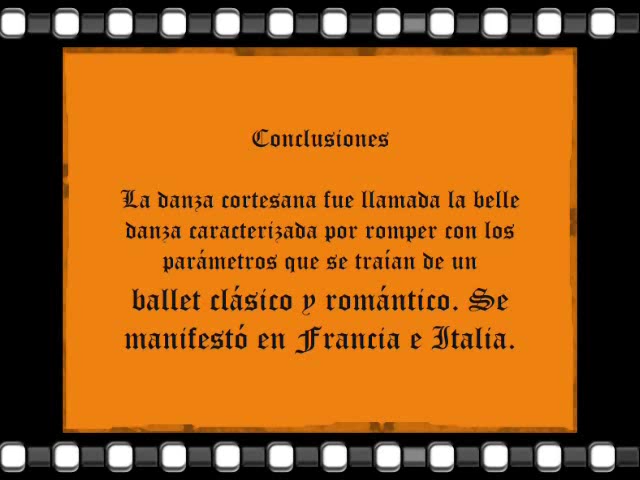 Conclusiones
La danza cortesana fue llamada la belle
danza caracterizada por romper con los
parámetros que se traían de un
ballet clásico y romántico. Se
manifestó en Francia e Italia.